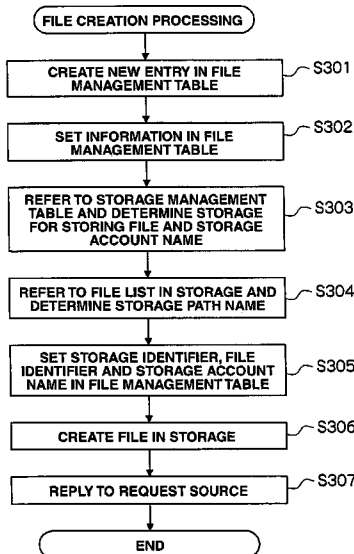 FILE CREATION PROCESSING
CREATE NEW ENTRY IN FILE
MANAGEMENT TABLE
S301
SET INFORMATION IN FILE
MANAGEMENT TABLE
S302
REFER TO STORAGE MANAGEMENT
TABLE AND DETERMINE STORAGE
FOR STORING FILE AND STORAGE
ACCOUNT NAME
S303
REFER TO FILE LIST IN STORAGE AND
DETERMINE STORAGE PATH NAME
S304
SET STORAGE IDENTIFIER, FILE
IDENTIFIER AND STORAGE ACCOUNT
NAME IN FILE MANAGEMENT TABLE
S305
CREATE FILE IN STORAGE
S306
REPLY TO REQUEST SOURCE
S307
END